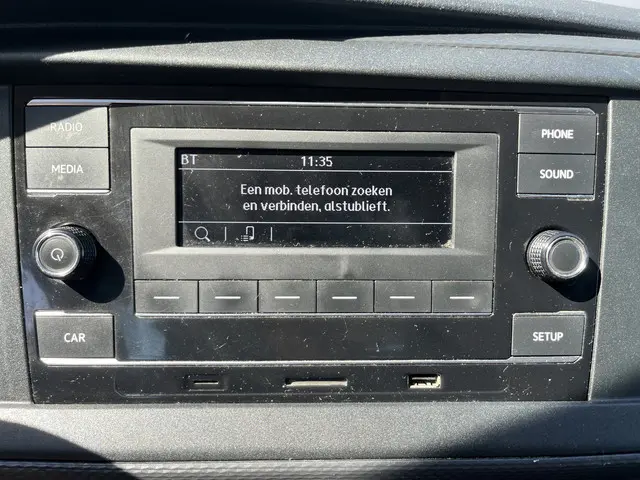 RADIO
MEDIA
BT 11:35
Een mob. telefoon zoeken
en verbinden, alstublieft.
PHONE
SOUND
CAR
SETUP